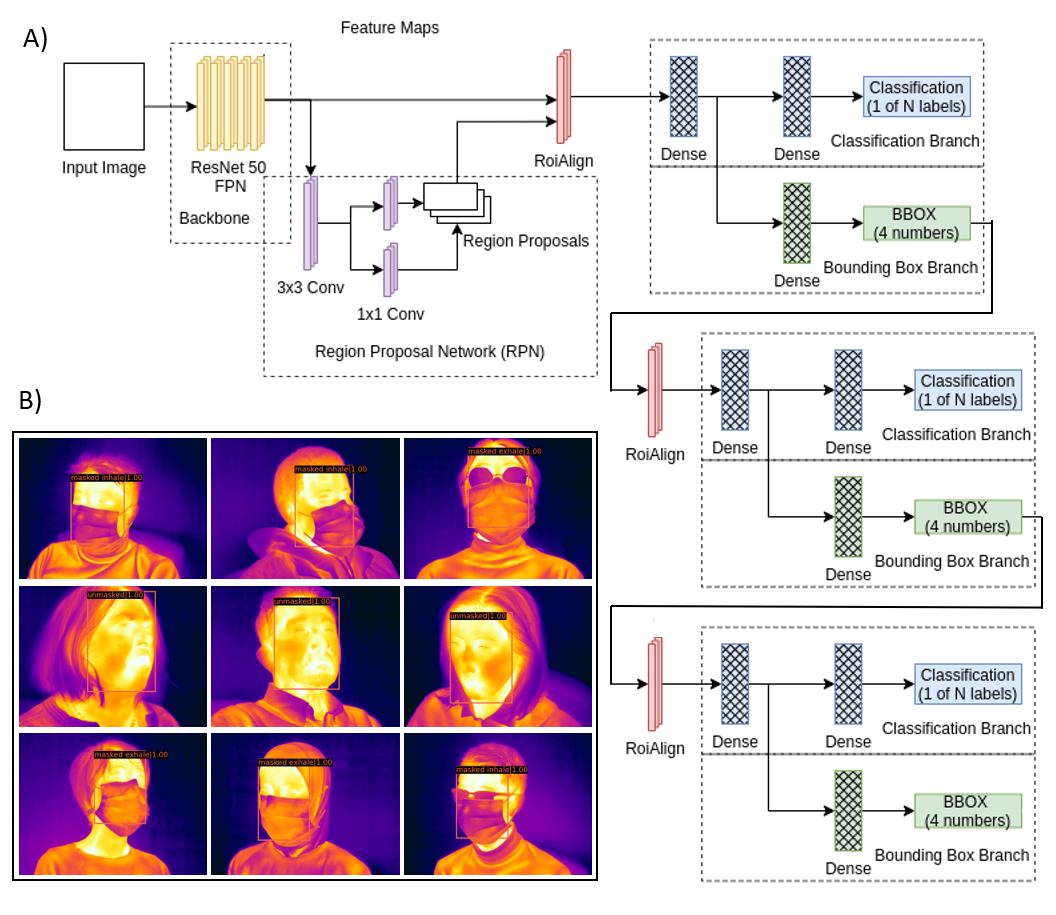 A)
Feature Maps
Input Image
ResNet 50
FPN
Backbone
3x3 Conv
1x1 Conv
Region Proposals
Region Proposal Network (RPN)
RoiAlign
Dense
Dense
Classification
(1 of N labels)
Classification Branch
Dense
BBOX
(4 numbers)
Bounding Box Branch
RoiAlign
Dense
Dense
Classification
(1 of N labels)
Classification Branch
Dense
BBOX
(4 numbers)
Bounding Box Branch
RoiAlign
Dense
Dense
Classification
(1 of N labels)
Classification Branch
Dense
BBOX
(4 numbers)
Bounding Box Branch
B)
masked inhale|1.00
masked inhale|1.00
masked exhale|1.00
unmasked|1.00
unmasked|1.00
unmasked|1.00
masked exhale|1.00
masked exhale|1.00
masked inhale|1.00